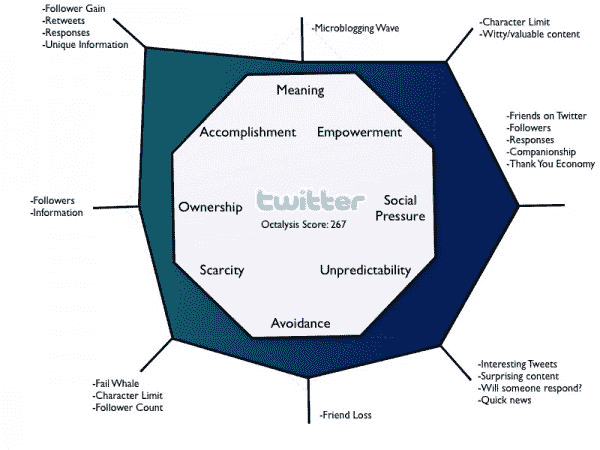 -Follower Gain
-Retweets
-Responses
-Unique Information
-Microblogging Wave
-Character Limit
-Witty/valuable content
Meaning
Accomplishment
Empowerment
-Friends on Twitter
-Followers
-Responses
-Companionship
-Thank You Economy
-Followers
-Information
Ownership
twitter
Octalysis Score: 267
Social
Pressure
Scarcity
Unpredictability
Avoidance
-Fail Whale
-Character Limit
-Follower Count
-Friend Loss
-Interesting Tweets
-Surprising content
-Will someone respond?
-Quick news